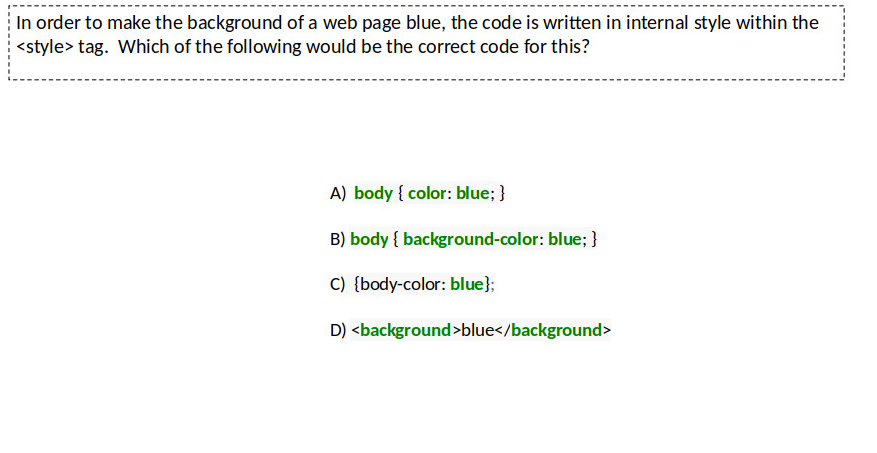 In order to make the background of a web page blue, the code is written in internal style within the
<style> tag.  Which of the following would be the correct code for this?
A) body { color: blue; }
B) body { background-color: blue; }
C) {body-color: blue};
D) <background>blue</background>